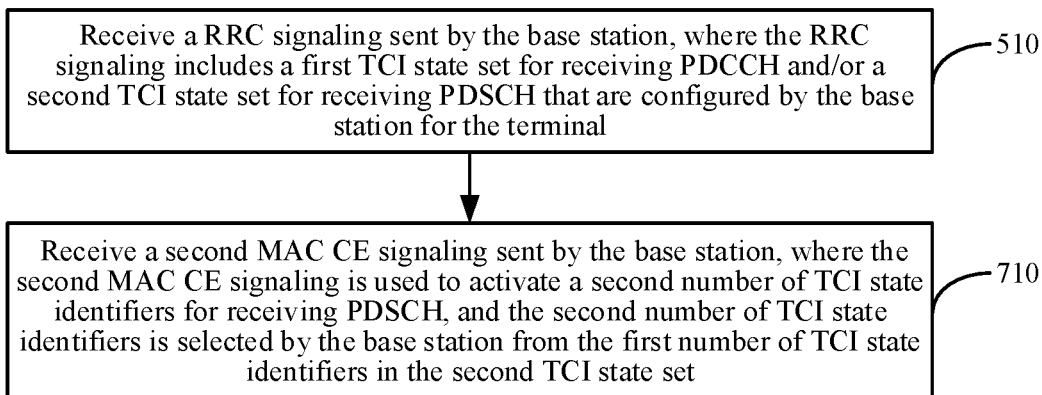 Receive a RRC signaling sent by the base station, where the RRC
signaling includes a first TCI state set for receiving PDCCH and/or a
second TCI state set for receiving PDSCH that are configured by the base
station for the terminal
510
Receive a second MAC CE signaling sent by the base station, where the
second MAC CE signaling is used to activate a second number of TCI state
identifiers for receiving PDSCH, and the second number of TCI state
identifiers is selected by the base station from the first number of TCI state
identifiers in the second TCI state set
710